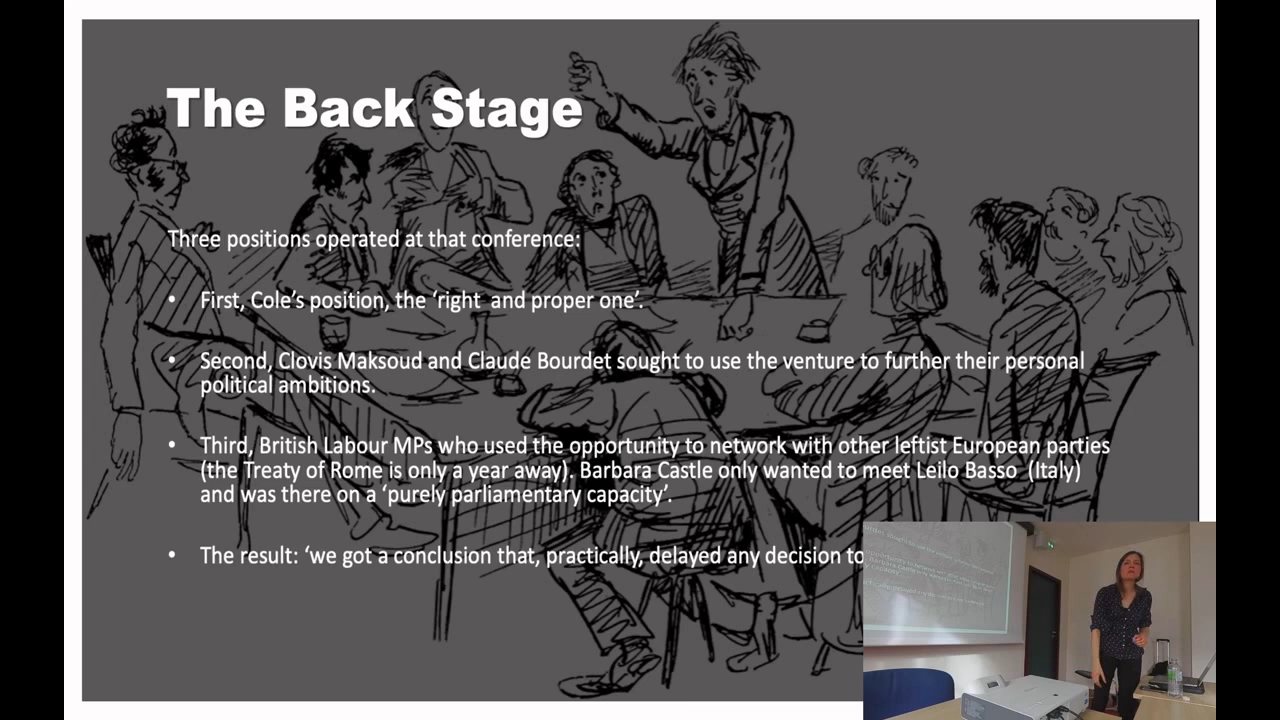 The Back Stage
Three positions operated at that conference:
• First, Cole's position, the 'right and proper one'.
• Second, Clovis Maksoud and Claude Bourdet sought to use the venture to further their personal
political ambitions.
• Third, British Labour MPs who used the opportunity to network with other leftist European parties
(the Treaty of Rome is only a year away). Barbara Castle only wanted to meet Leilo Basso (Italy)
and was there on a 'purely parliamentary capacity'.
• The result: 'we got a conclusion that, practically, delayed any decision to